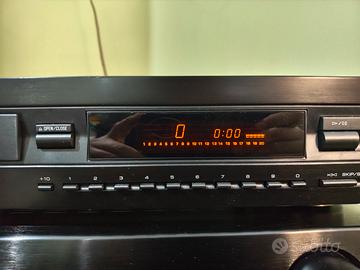 OPEN/CLOSE
0 0:00
1 2 3 4 5 6 7 8 9 10 11 12 13 14 15 16 17 18 19 20
+10 1 2 3 4 5 6 7 8 9 0
SKIP/S
subito